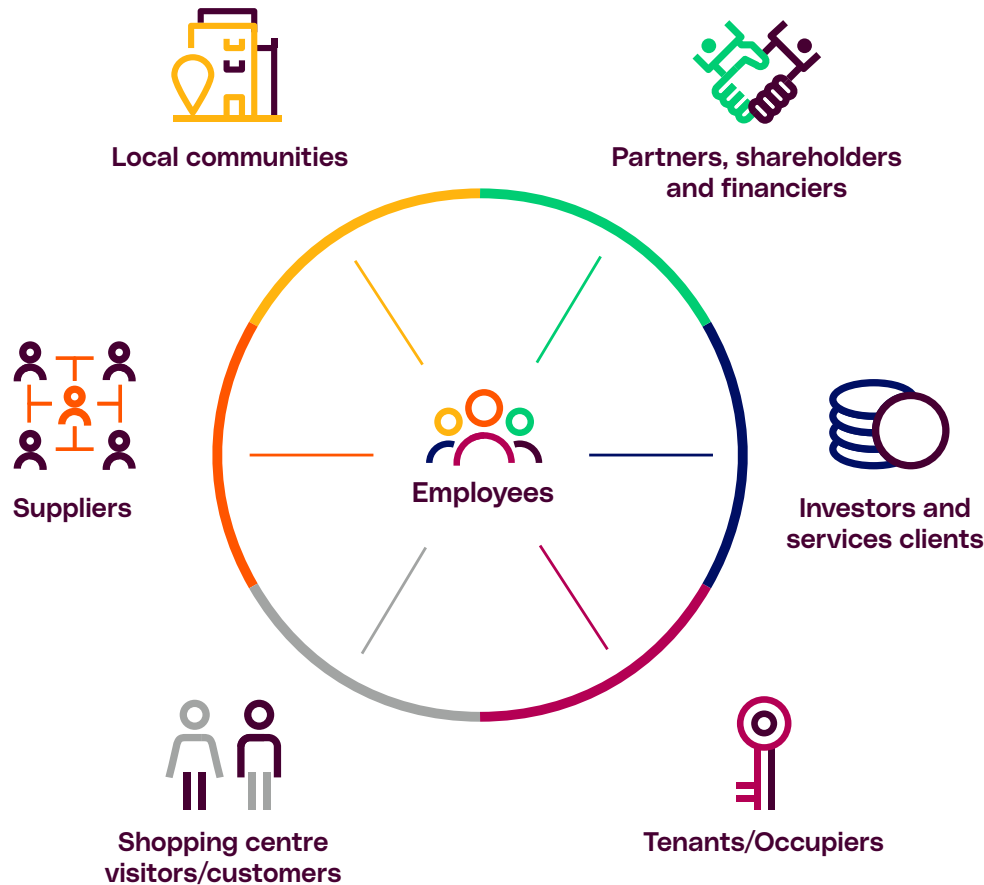 Local communities
Partners, shareholders
and financiers
Suppliers
Employees
Investors and
services clients
Shopping centre
visitors/customers
Tenants/Occupiers